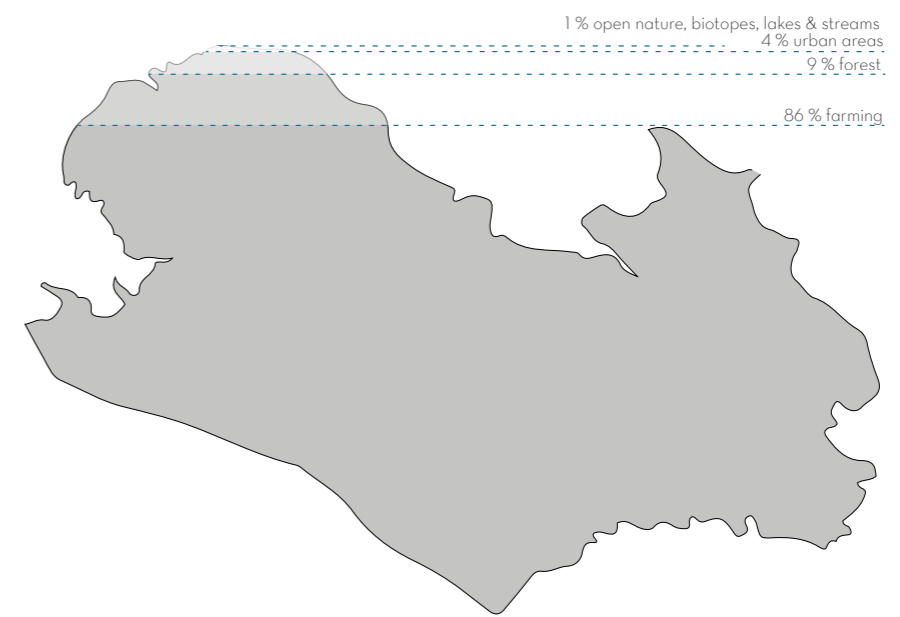 1 % open nature, biotopes, lakes & streams
4 % urban areas
9 % forest
86 % farming